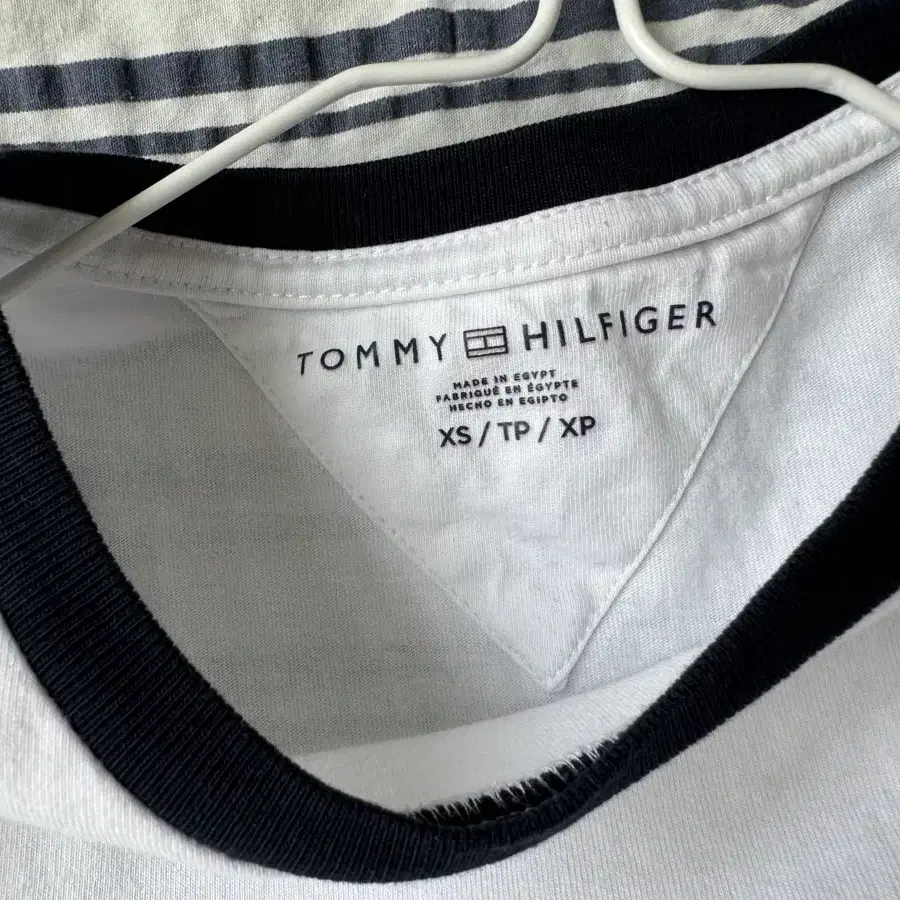 TOMMY HILFIGER
MADE IN EGYPT
FABRIQUÉ EN ÉGYPTE
HECHO EN EGIPTO
XS / TP / XP